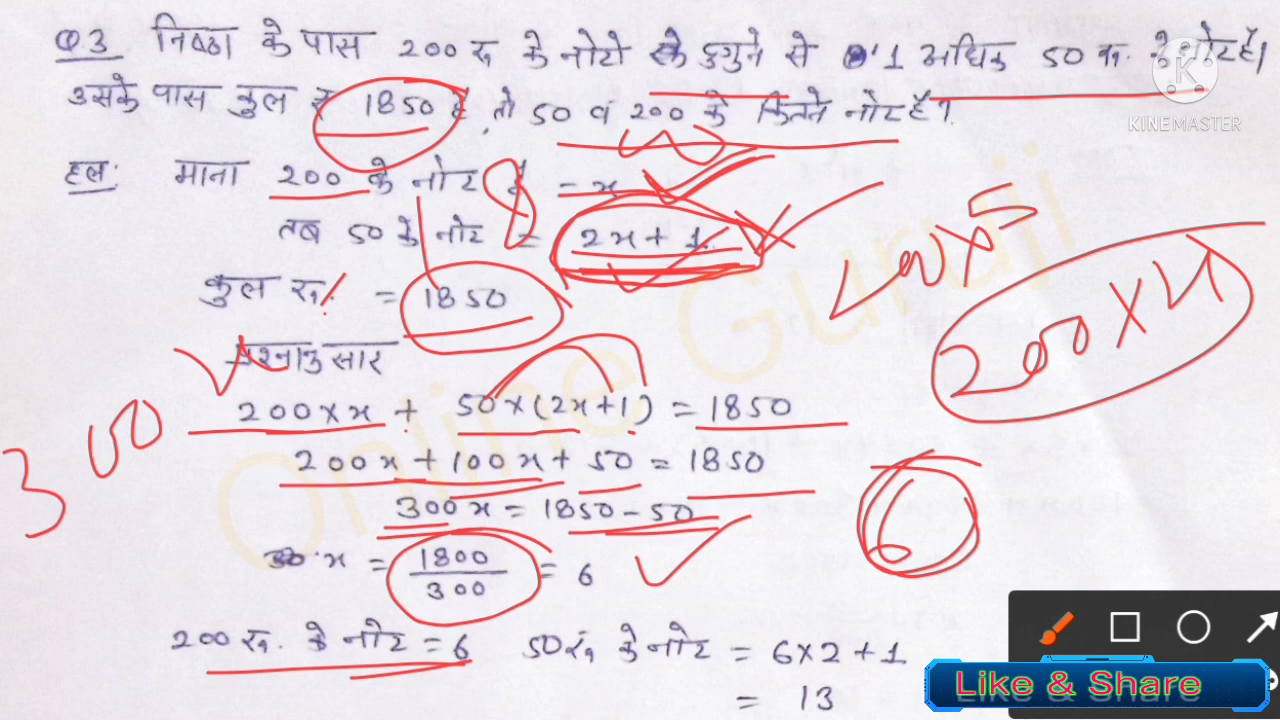 Q.3 निष्ठा के पास 200 रू के नोटो के दुगुने से 1 अधिक 50 रू. के नोट हैं।
उसके पास कुल रु 1850 है, तो 50 व 200 के कितने नोट हैं।
KINEMASTER
हल: माना 200 के नोट है = x
तब 50 के नोट = 2x + 1
कुल रू. = 1850
प्रश्नानुसार
200 × x + 50 × (2x+1) = 1850
200x + 100x + 50 = 1850
300x = 1850 - 50
x = 1800/300 = 6
200 रू. के नोट = 6 50 रू के नोट = 6×2+1
= 13
200 × x
300
6
Online Guruji
Like & Share